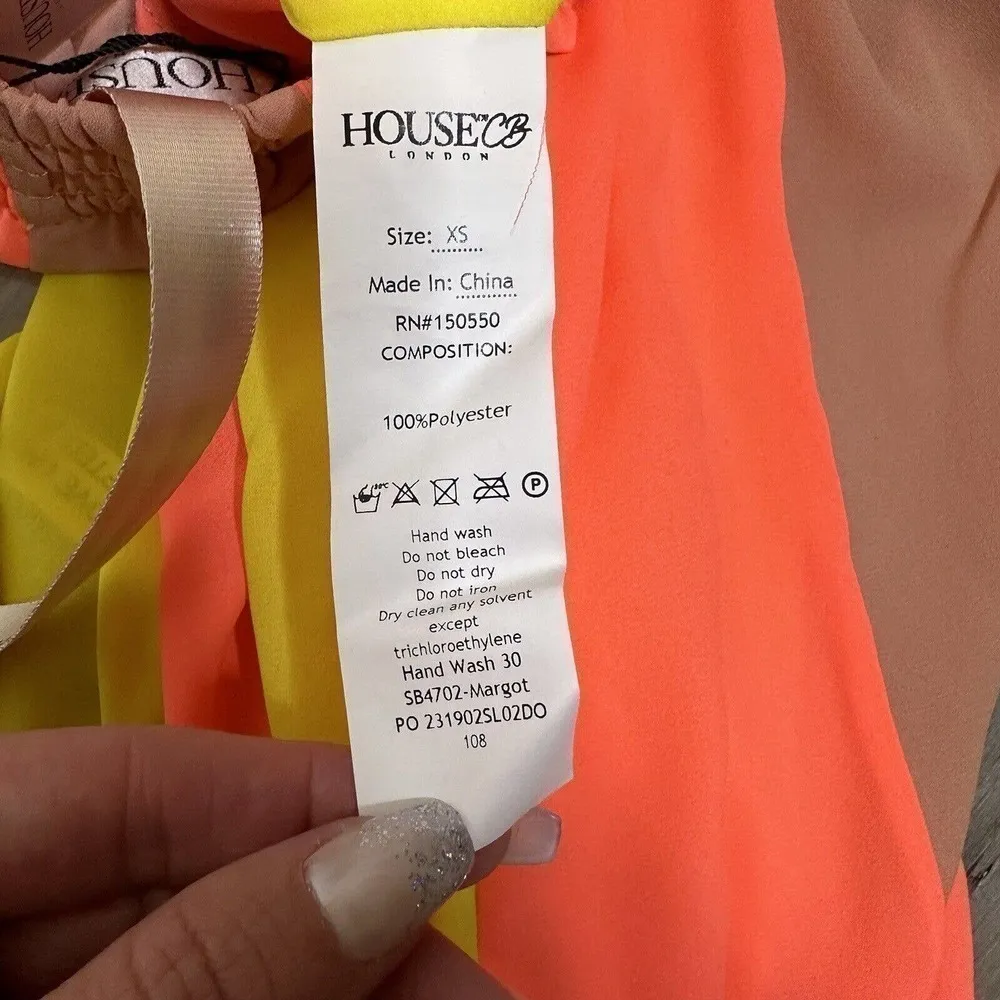 HOUSE OF CB
LONDON
Size: XS
Made In: China
RN#150550
COMPOSITION:
100%Polyester
P
Hand wash
Do not bleach
Do not dry
Do not iron
Dry clean any solvent
except
trichloroethylene
Hand Wash 30
SB4702-Margot
PO 231902SL02DO
108
HOUS